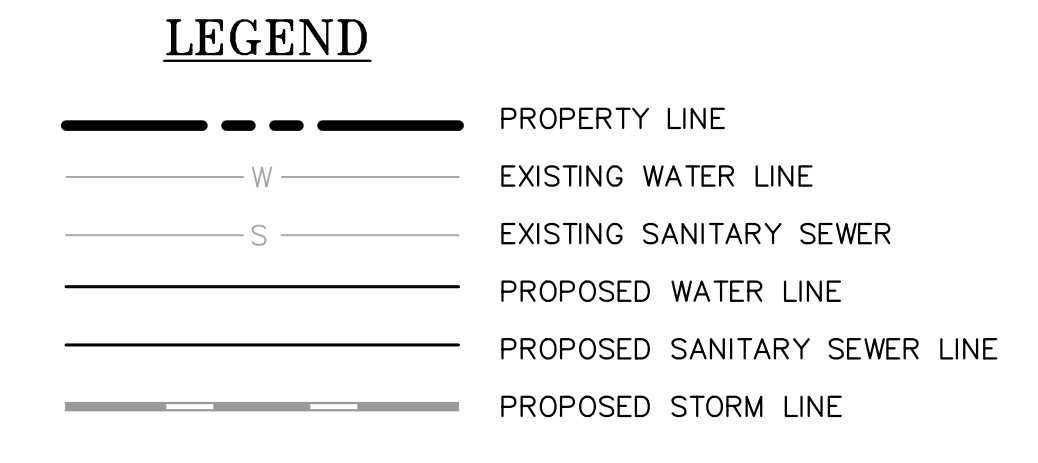 LEGEND
PROPERTY LINE
W EXISTING WATER LINE
S EXISTING SANITARY SEWER
PROPOSED WATER LINE
PROPOSED SANITARY SEWER LINE
PROPOSED STORM LINE